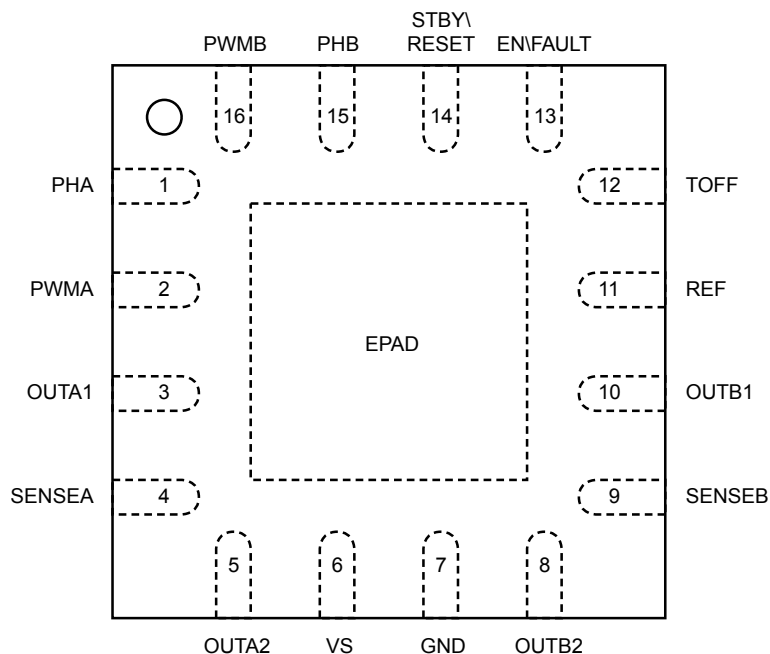 STBY\
PWMB PHB RESET EN\FAULT
16 15 14 13
PHA 1 12 TOFF
PWMA 2 11 REF
EPAD
OUTA1 3 10 OUTB1
SENSEA 4 9 SENSEB
5 6 7 8
OUTA2 VS GND OUTB2